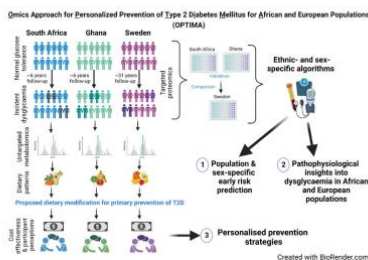 Omics Approach for Personalized Prevention of Type 2 Diabetes Mellitus for African and European Populations
(OPTIMA)
South Africa
Ghana
Sweden
Normal glucose tolerance
~6 years follow-up
~6 years follow-up
~31 years follow-up
Incident dysglycaemia
Targeted proteomics
South Africa
Ghana
Validation
Comparison
Sweden
Ethnic- and sex-specific algorithms
Untargeted metabolomics
Dietary patterns
Proposed dietary modification for primary prevention of T2D
Cost effectiveness & participant perceptions
1 Population & sex-specific early risk prediction
2 Pathophysiological insights into dysglycaemia in African and European populations
3 Personalised prevention strategies
Created with BioRender.com